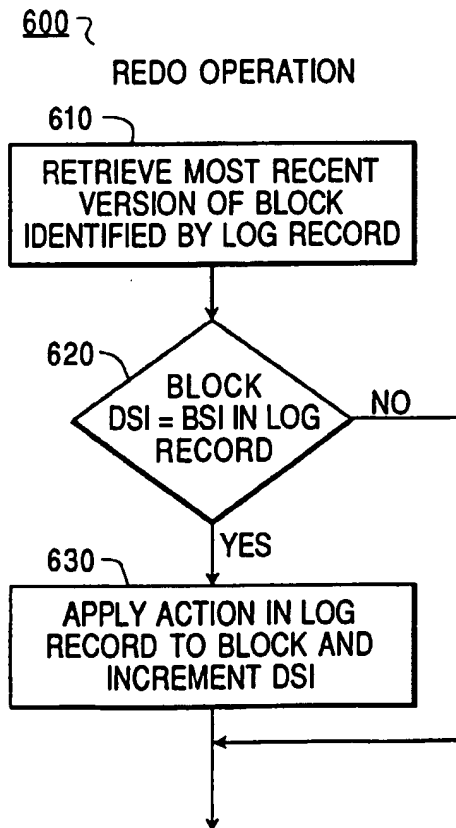 600
REDO OPERATION
610
RETRIEVE MOST RECENT
VERSION OF BLOCK
IDENTIFIED BY LOG RECORD
620
BLOCK
DSI = BSI IN LOG
RECORD
NO
YES
630
APPLY ACTION IN LOG
RECORD TO BLOCK AND
INCREMENT DSI